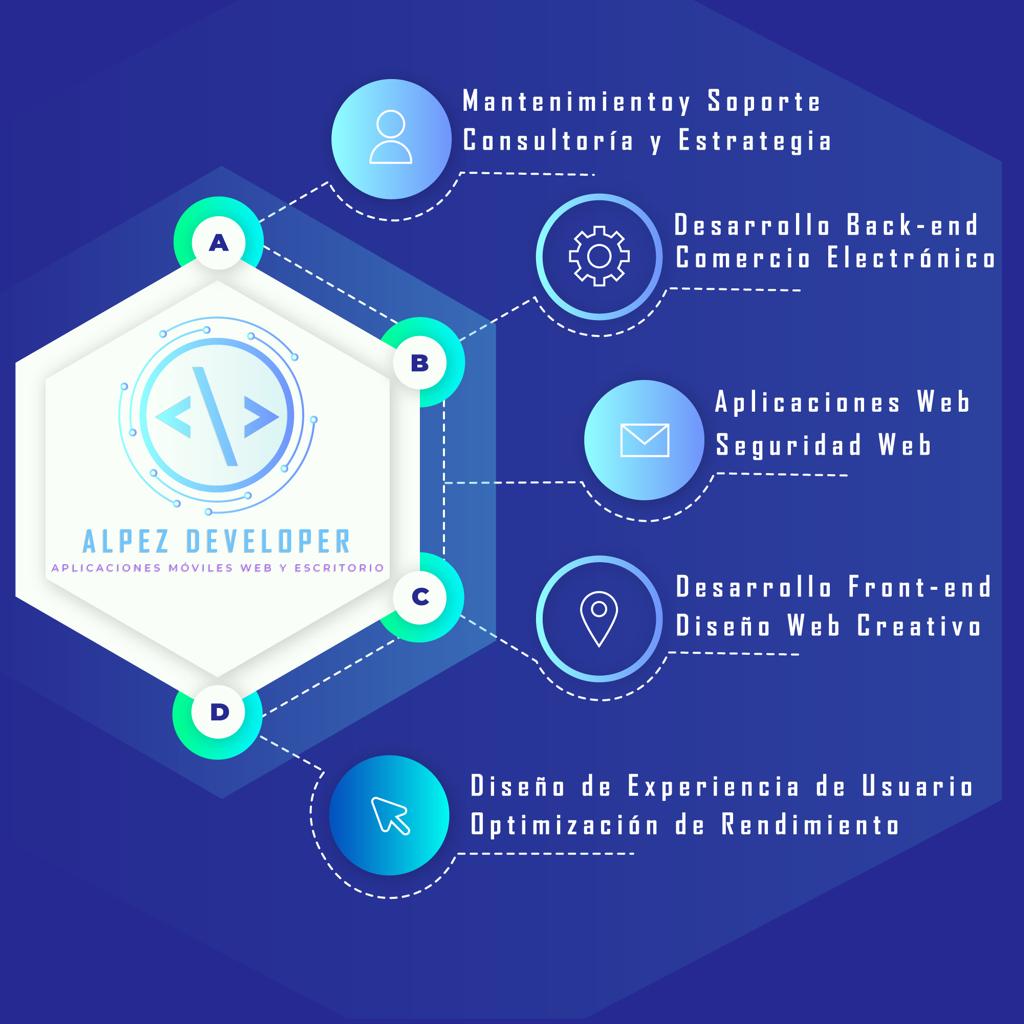 Mantenimientoy Soporte
Consultoría y Estrategia
Desarrollo Back-end
Comercio Electrónico
A
B
Aplicaciones Web
Seguridad Web
</>
ALPEZ DEVELOPER
APLICACIONES MÓVILES WEB Y ESCRITORIO
C
Desarrollo Front-end
Diseño Web Creativo
D
Diseño de Experiencia de Usuario
Optimización de Rendimiento